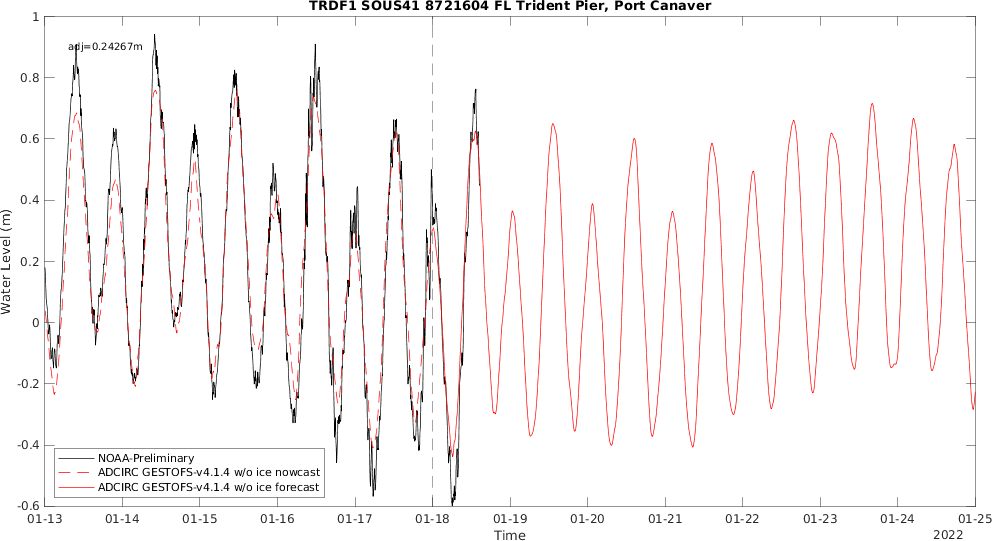 TRDF1 SOUS41 8721604 FL Trident Pier, Port Canaver
adj=0.24267m
1
0.8
0.6
0.4
0.2
0
-0.2
-0.4
-0.6
Water Level (m)
NOAA-Preliminary
ADCIRC GESTOFS-v4.1.4 w/o ice nowcast
ADCIRC GESTOFS-v4.1.4 w/o ice forecast
01-13 01-14 01-15 01-16 01-17 01-18 01-19 01-20 01-21 01-22 01-23 01-24 01-25
Time
2022